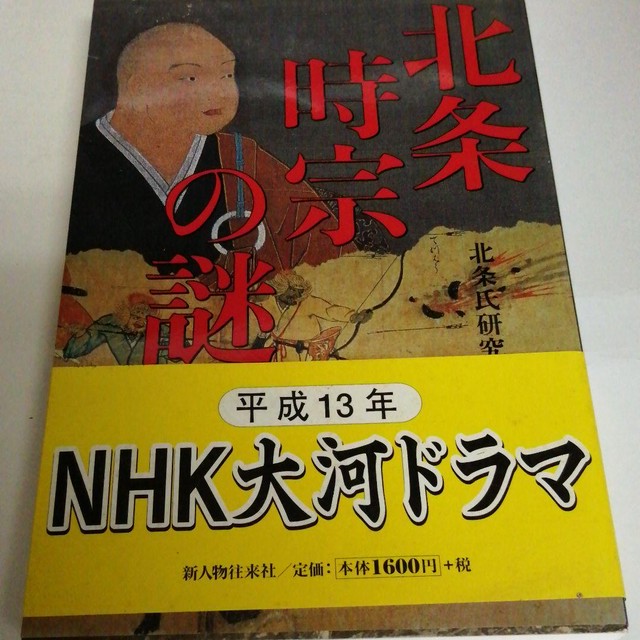 北条
時宗
の謎
北条氏研究
平成13年
NHK大河ドラマ
新人物往来社/定価:本体1600円+税